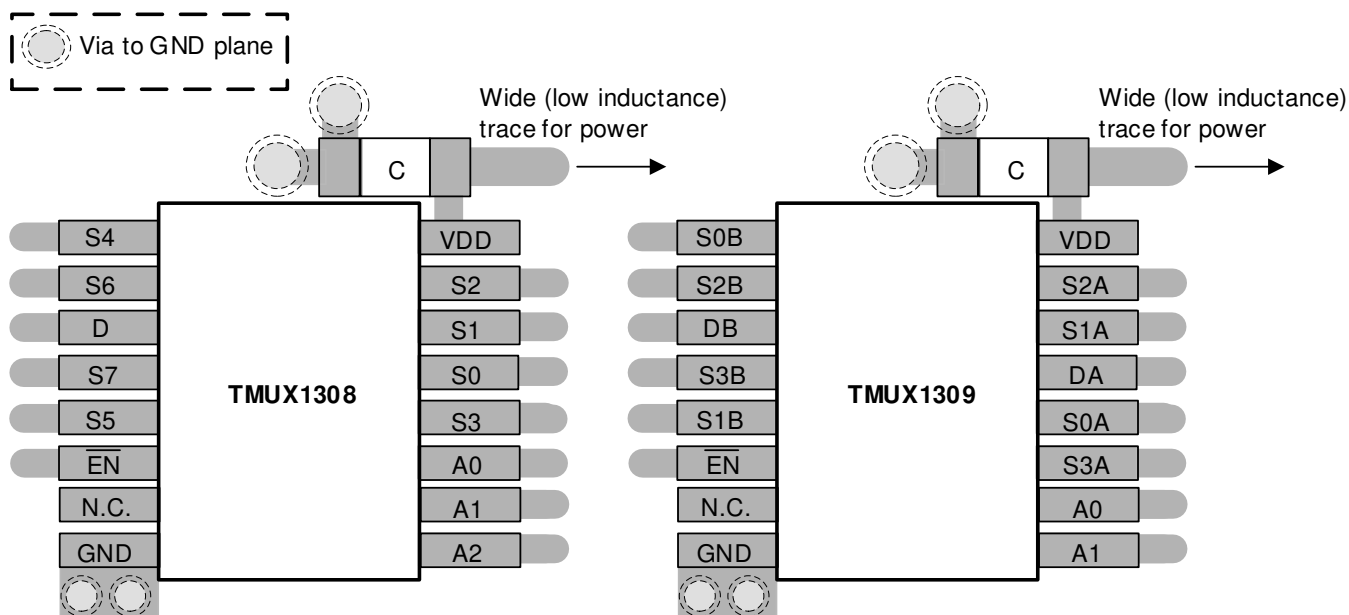 Via to GND plane
Wide (low inductance)
trace for power
C
S4
S6
D
S7
S5
EN
N.C.
GND
TMUX1308
VDD
S2
S1
S0
S3
A0
A1
A2
Wide (low inductance)
trace for power
C
S0B
S2B
DB
S3B
S1B
EN
N.C.
GND
TMUX1309
VDD
S2A
S1A
DA
S0A
S3A
A0
A1